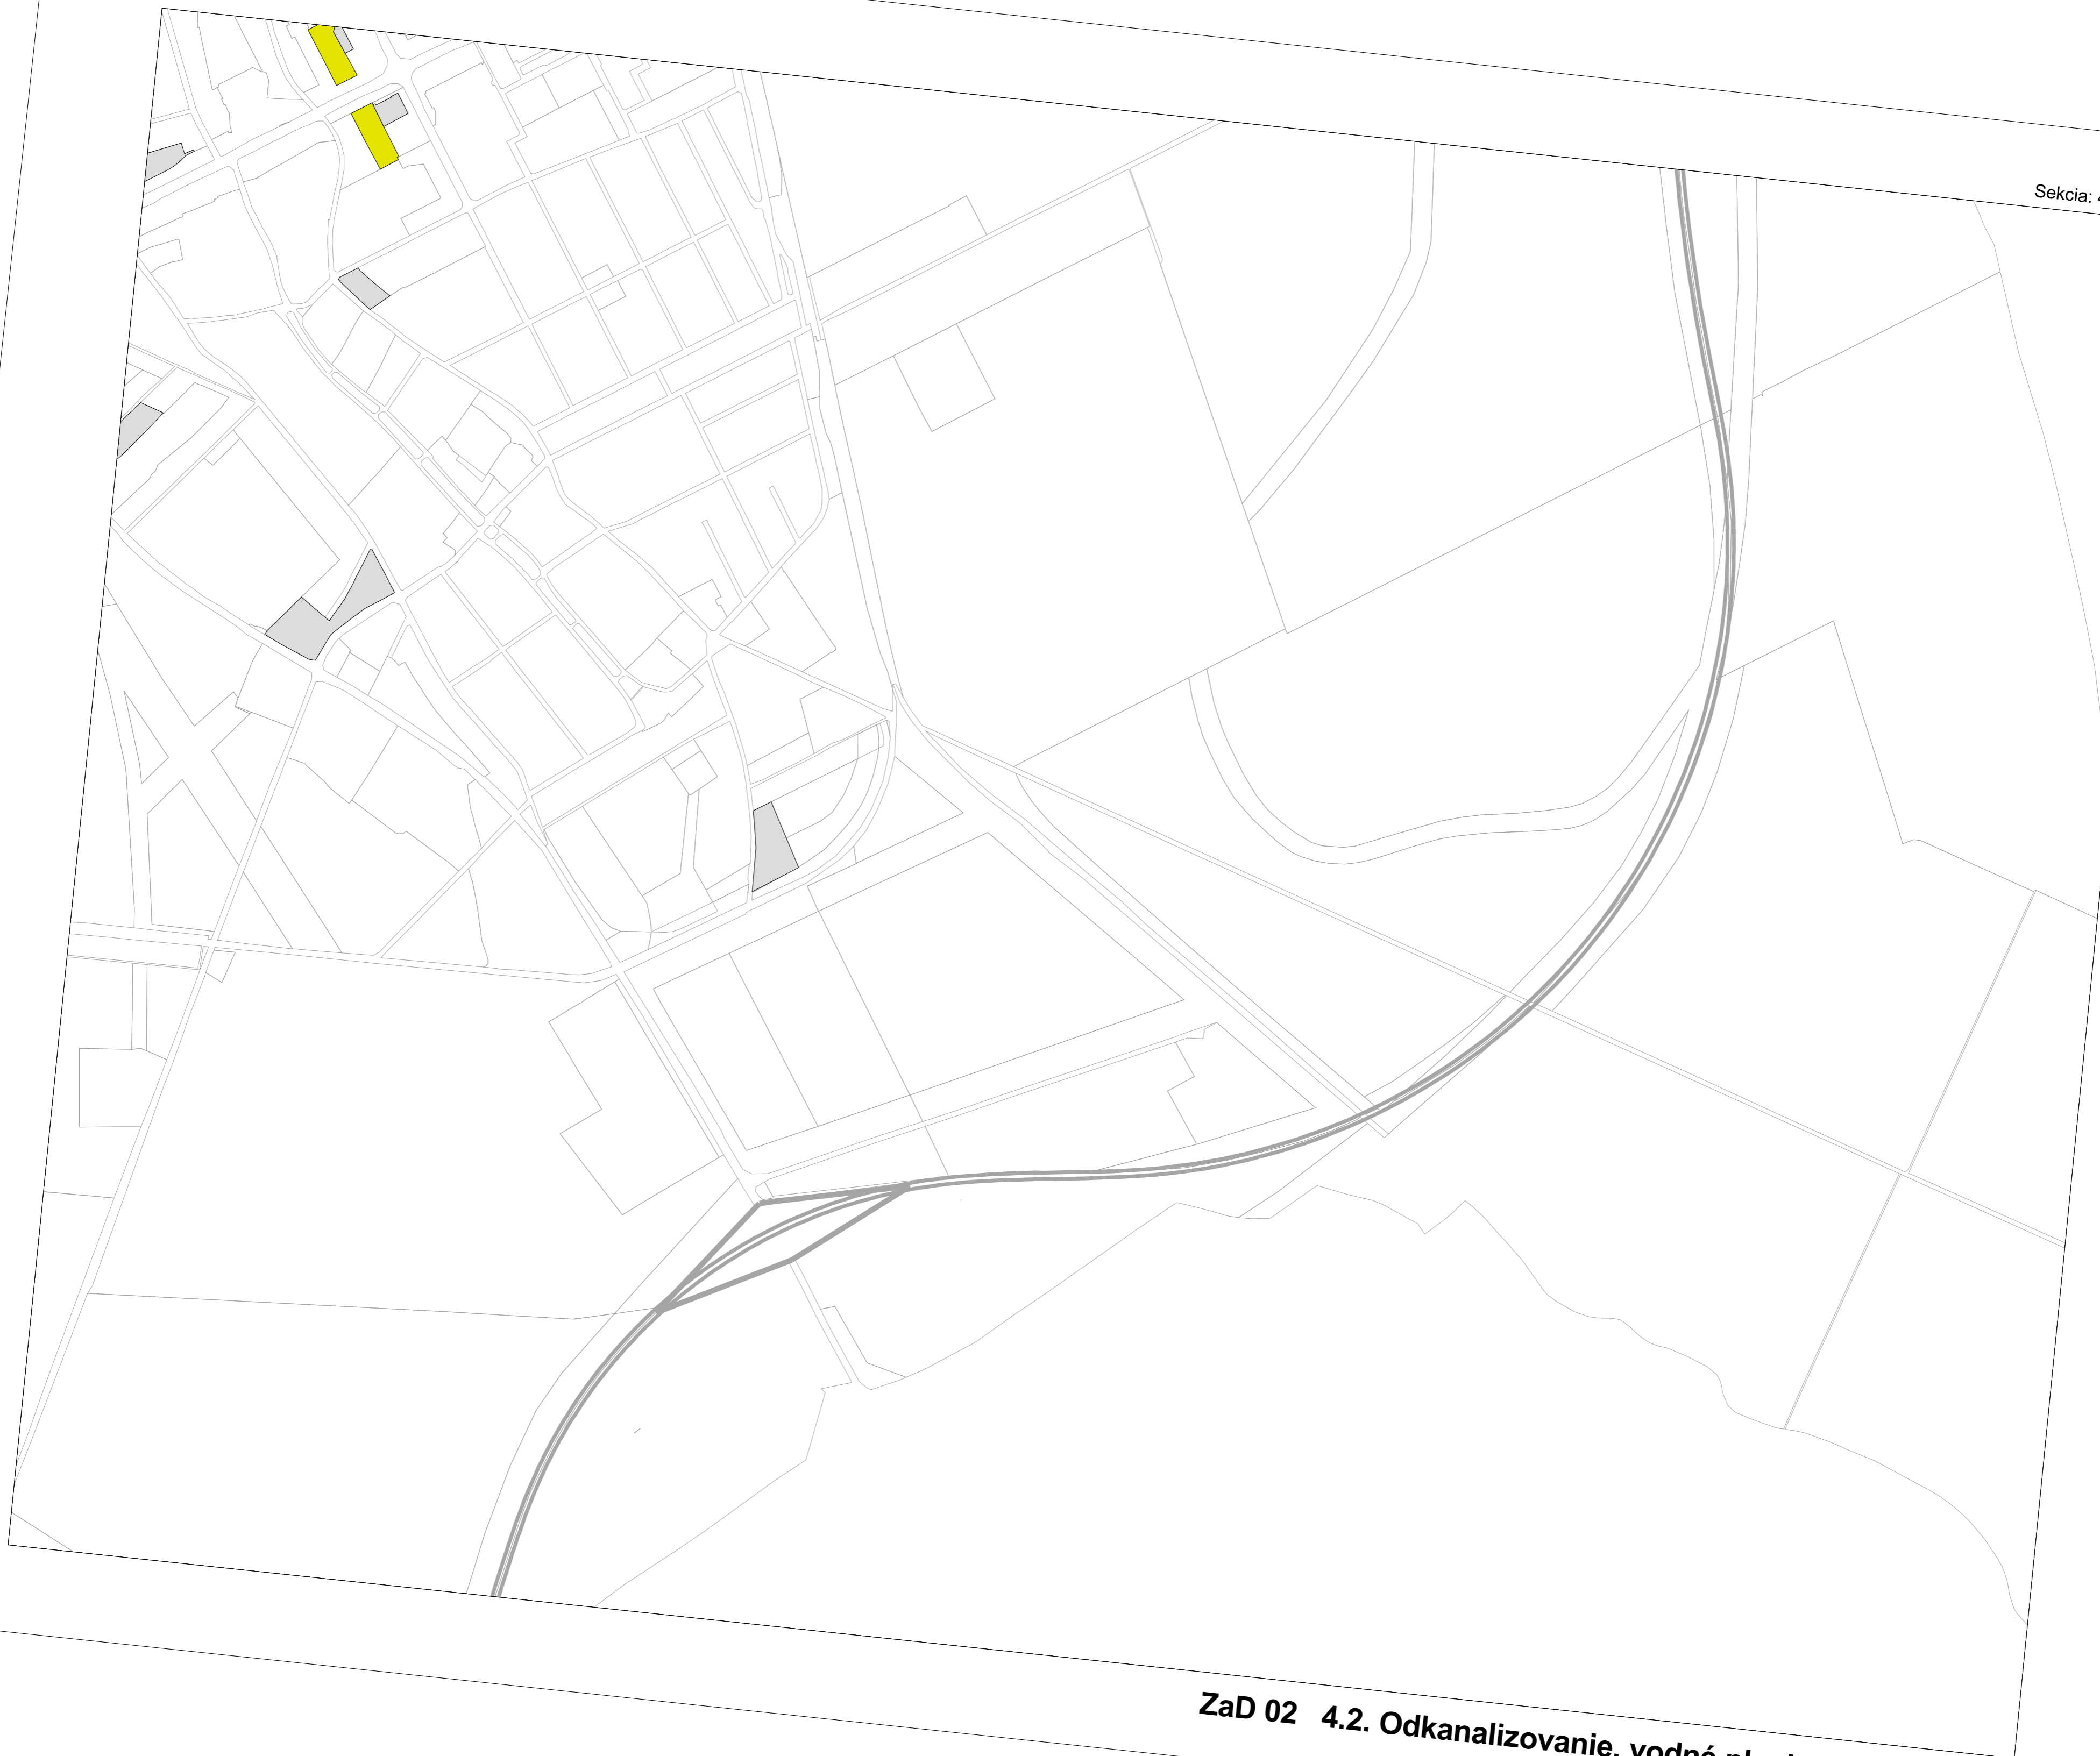 Sekcia:
ZaD 02 4.2. Odkanalizovanie, vodné